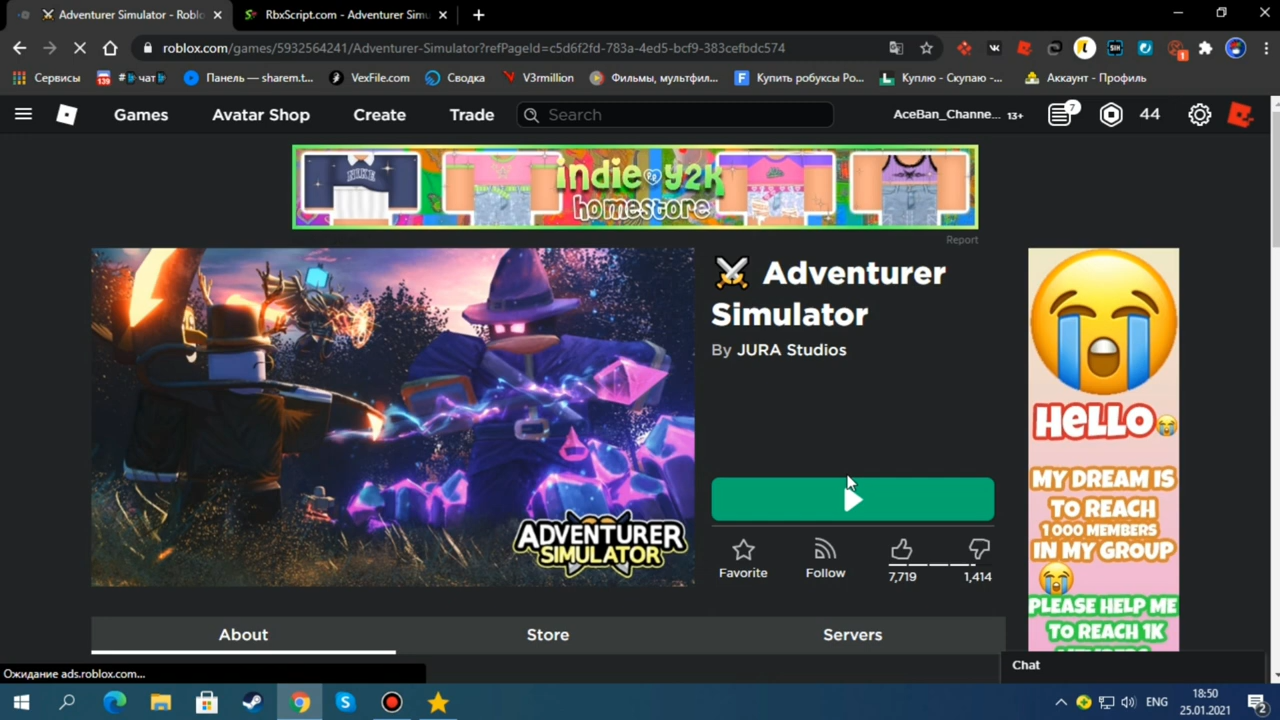 Adventurer Simulator - Roblo
RbxScript.com - Adventurer Simu
roblox.com/games/5932564241/Adventurer-Simulator?refPageId=c5d6f2fd-783a-4ed5-bcf9-383cefbdc574
Сервисы
чат
Панель — sharem.t...
VexFile.com
Сводка
V3rmillion
Фильмы, мультфил...
Купить робуксы Ро...
Куплю - Скупаю -...
Аккаунт - Профиль
Games
Avatar Shop
Create
Trade
Search
AceBan_Channe... 13+
7
44
indie y2k
homestore
Report
Adventurer
Simulator
By JURA Studios
ADVENTURER
SIMULATOR
Favorite
Follow
7,719
1,414
HELLO
MY DREAM IS
TO REACH
1 000 MEMBERS
IN MY GROUP
PLEASE HELP ME
TO REACH 1K
About
Store
Servers
Chat
Ожидание ads.roblox.com...
ENG
18:50
25.01.2021
2